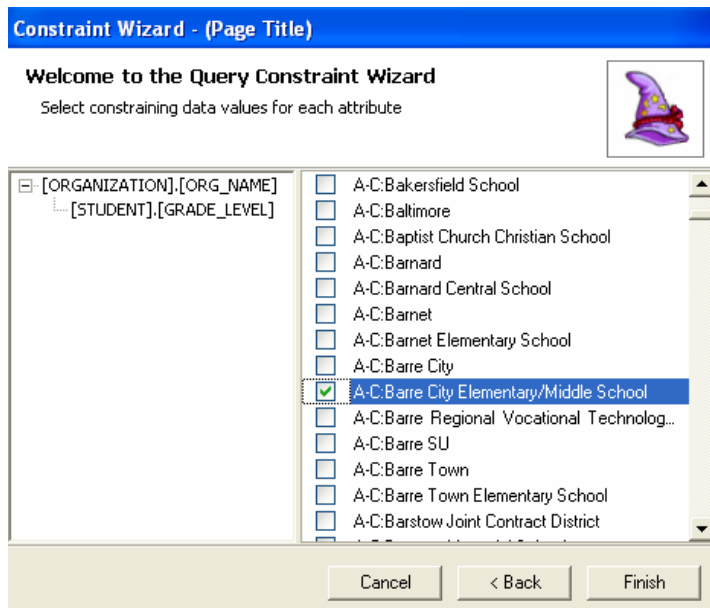 Constraint Wizard - (Page Title)
Welcome to the Query Constraint Wizard
Select constraining data values for each attribute
[ORGANIZATION].[ORG_NAME]
[STUDENT].[GRADE_LEVEL]
A-C:Bakersfield School
A-C:Baltimore
A-C:Baptist Church Christian School
A-C:Barnard
A-C:Barnard Central School
A-C:Barnet
A-C:Barnet Elementary School
A-C:Barre City
A-C:Barre City Elementary/Middle School
A-C:Barre Regional Vocational Technolog...
A-C:Barre SU
A-C:Barre Town
A-C:Barre Town Elementary School
A-C:Barstow Joint Contract District
Cancel
< Back
Finish